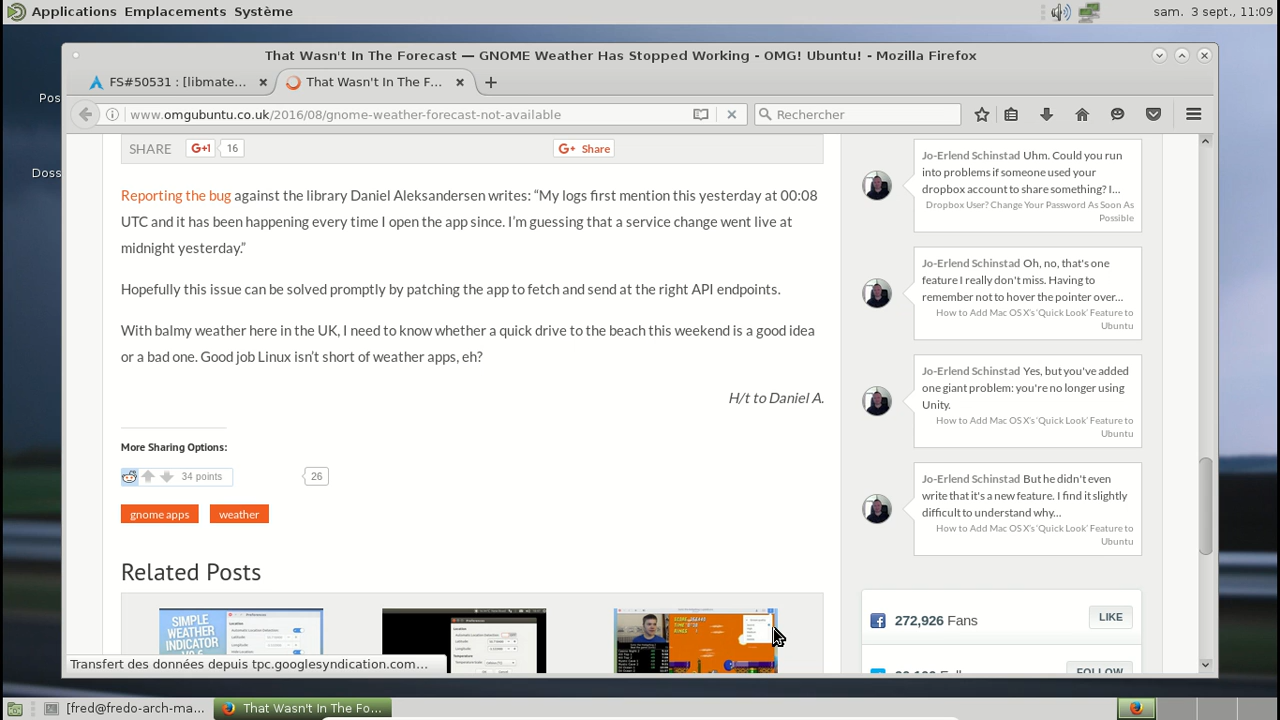 Applications Emplacements Système
sam. 3 sept., 11:09
That Wasn't In The Forecast — GNOME Weather Has Stopped Working - OMG! Ubuntu! - Mozilla Firefox
FS#50531 : [libmate...
That Wasn't In The F...
www.omgubuntu.co.uk/2016/08/gnome-weather-forecast-not-available
Rechercher
SHARE
G+1
16
G+ Share
Reporting the bug against the library Daniel Aleksandersen writes: “My logs first mention this yesterday at 00:08
UTC and it has been happening every time I open the app since. I’m guessing that a service change went live at
midnight yesterday.”
Hopefully this issue can be solved promptly by patching the app to fetch and send at the right API endpoints.
With balmy weather here in the UK, I need to know whether a quick drive to the beach this weekend is a good idea
or a bad one. Good job Linux isn’t short of weather apps, eh?
H/t to Daniel A.
More Sharing Options:
34 points
26
gnome apps
weather
Related Posts
SIMPLE
WEATHER
INDICATOR
Jo-Erlend Schinstad Uhm. Could you run
into problems if someone used your
dropbox account to share something? I...
Dropbox User? Change Your Password As Soon As
Possible
Jo-Erlend Schinstad Oh, no, that's one
feature I really don't miss. Having to
remember not to hover the pointer over...
How to Add Mac OS X’s ‘Quick Look’ Feature to
Ubuntu
Jo-Erlend Schinstad Yes, but you've added
one giant problem: you're no longer using
Unity.
How to Add Mac OS X’s ‘Quick Look’ Feature to
Ubuntu
Jo-Erlend Schinstad But he didn't even
write that it's a new feature. I find it slightly
difficult to understand why...
How to Add Mac OS X’s ‘Quick Look’ Feature to
Ubuntu
272,926 Fans
LIKE
FOLLOW
Transfert des données depuis tpc.googlesyndication.com...
Pos
Doss
[fred@fredo-arch-ma...
That Wasn't In The Fo...